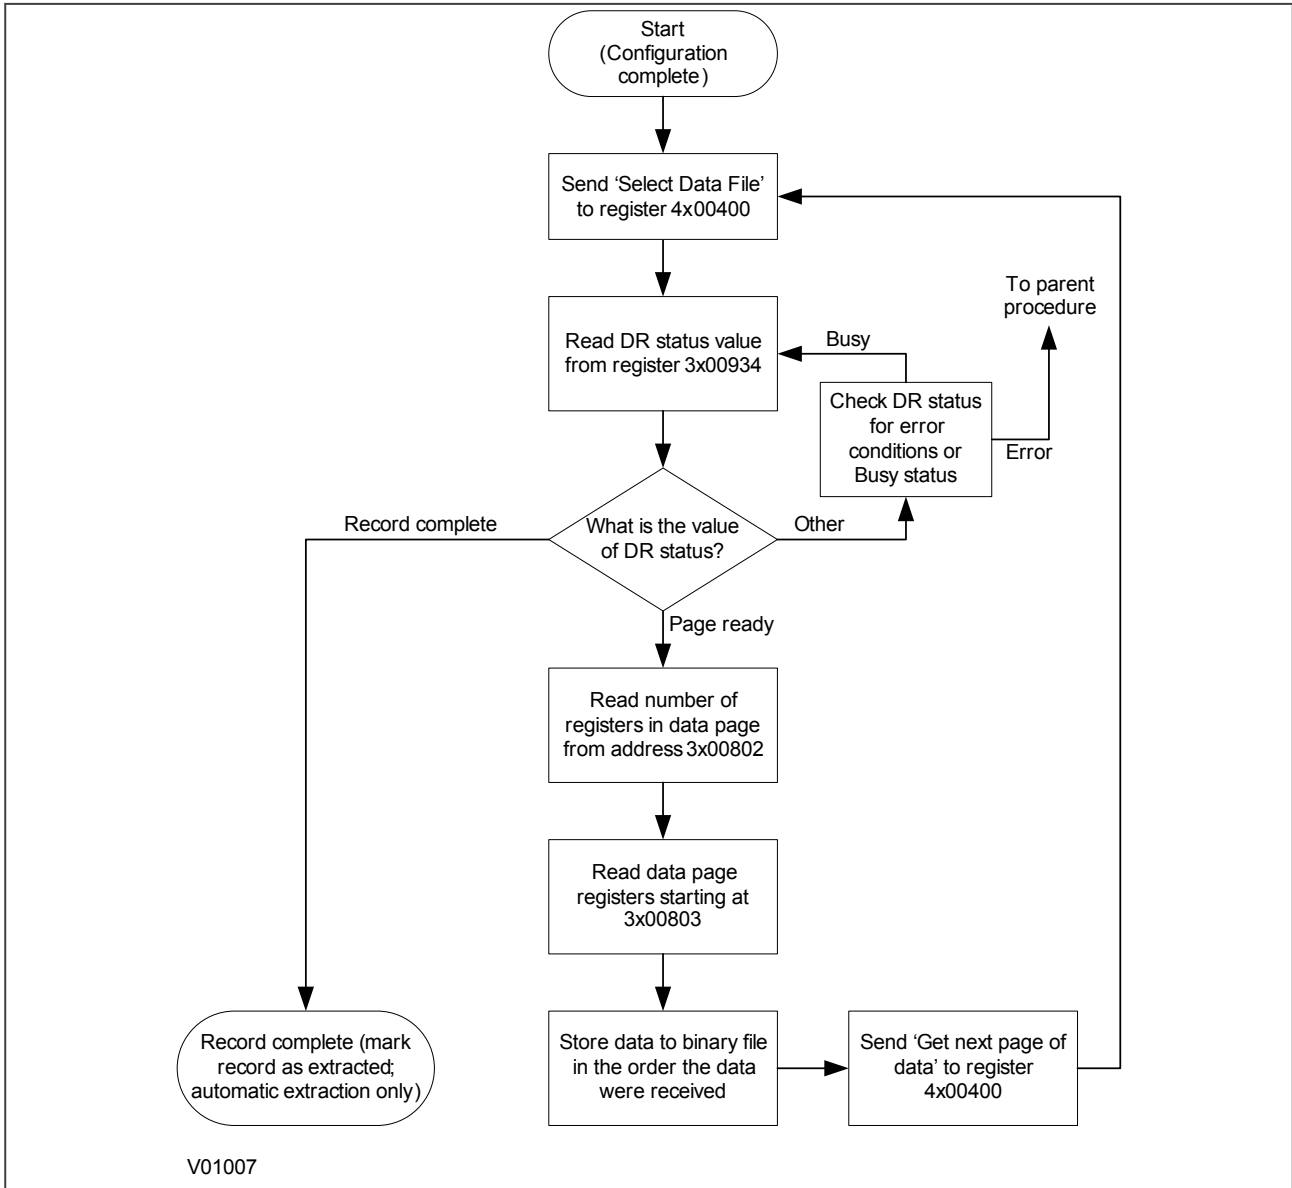 Start
(Configuration
complete)
Send ‘Select Data File’
to register 4x00400
To parent
procedure
Read DR status value
from register 3x00934
Busy
Check DR status
for error
conditions or
Busy status
Error
Record complete
What is the value
of DR status?
Other
Page ready
Read number of
registers in data page
from address 3x00802
Read data page
registers starting at
3x00803
Record complete (mark
record as extracted;
automatic extraction only)
Store data to binary file
in the order the data
were received
Send ‘Get next page of
data’ to register
4x00400
V01007